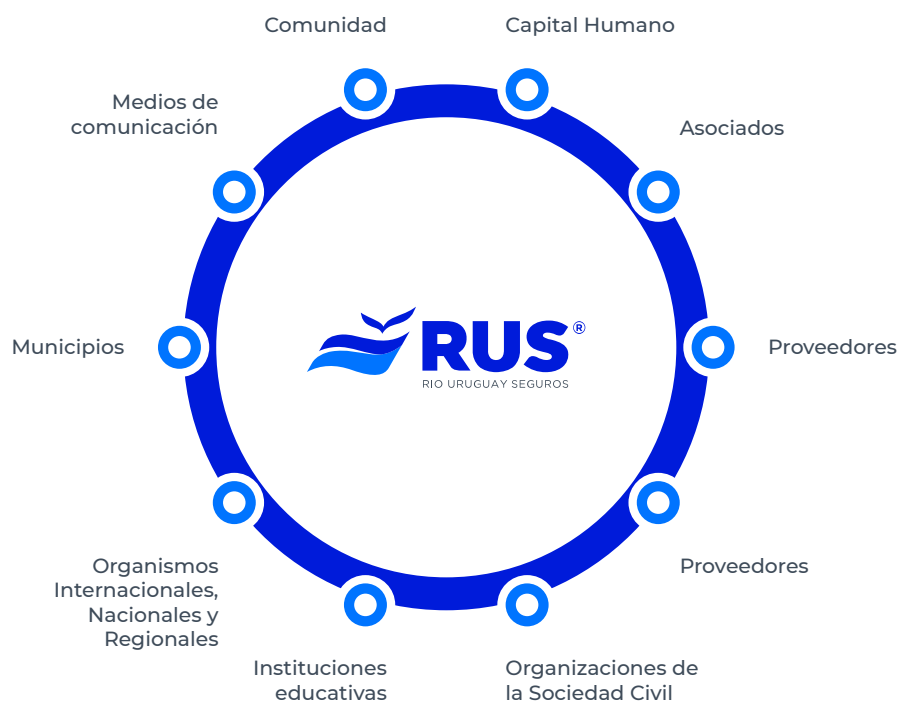 Comunidad
Capital Humano
Medios de
comunicación
Asociados
Municipios
RUS®
RIO URUGUAY SEGUROS
Proveedores
Organismos
Internacionales,
Nacionales y
Regionales
Proveedores
Instituciones
educativas
Organizaciones de
la Sociedad Civil